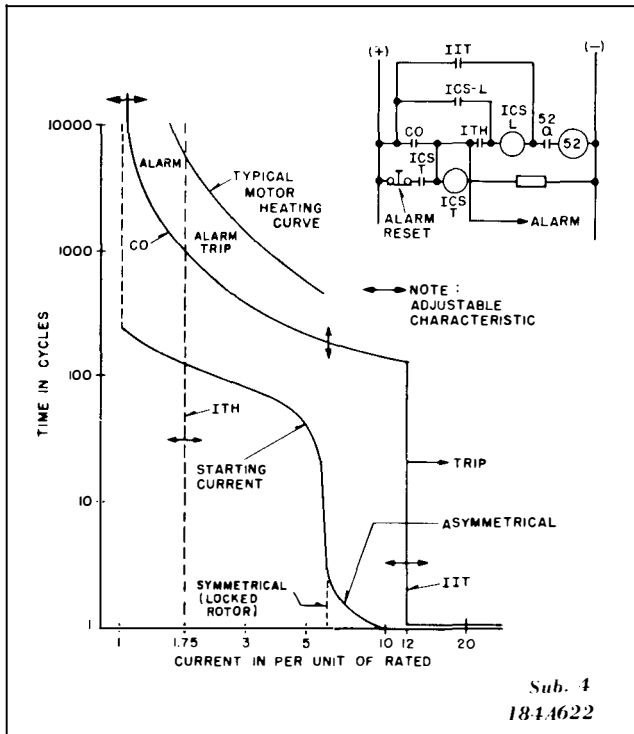 (+)
(−)
IIT
ICS-L
ICS
L
52
a
52
CO
ITH
ICS
T
ICS
T
ALARM
RESET
ALARM
10000
1000
100
10
1
TIME IN CYCLES
ALARM
TYPICAL
MOTOR
HEATING
CURVE
CO
ALARM
TRIP
NOTE :
ADJUSTABLE
CHARACTERISTIC
ITH
STARTING
CURRENT
TRIP
ASYMMETRICAL
SYMMETRICAL
(LOCKED
ROTOR)
IIT
1
1.75
3
5
10
12
20
CURRENT IN PER UNIT OF RATED
Sub. 4
184A622